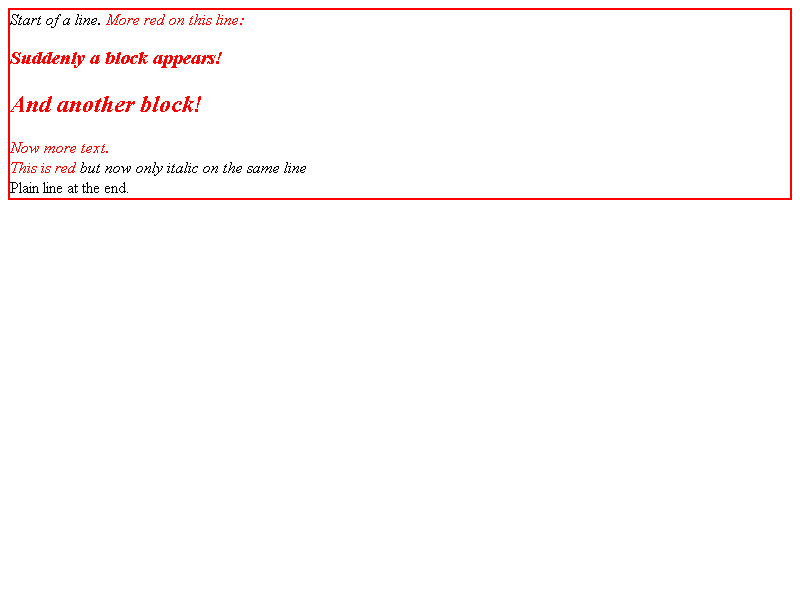 Start of a line. More red on this line:
Suddenly a block appears!
And another block!
Now more text.
This is red but now only italic on the same line
Plain line at the end.